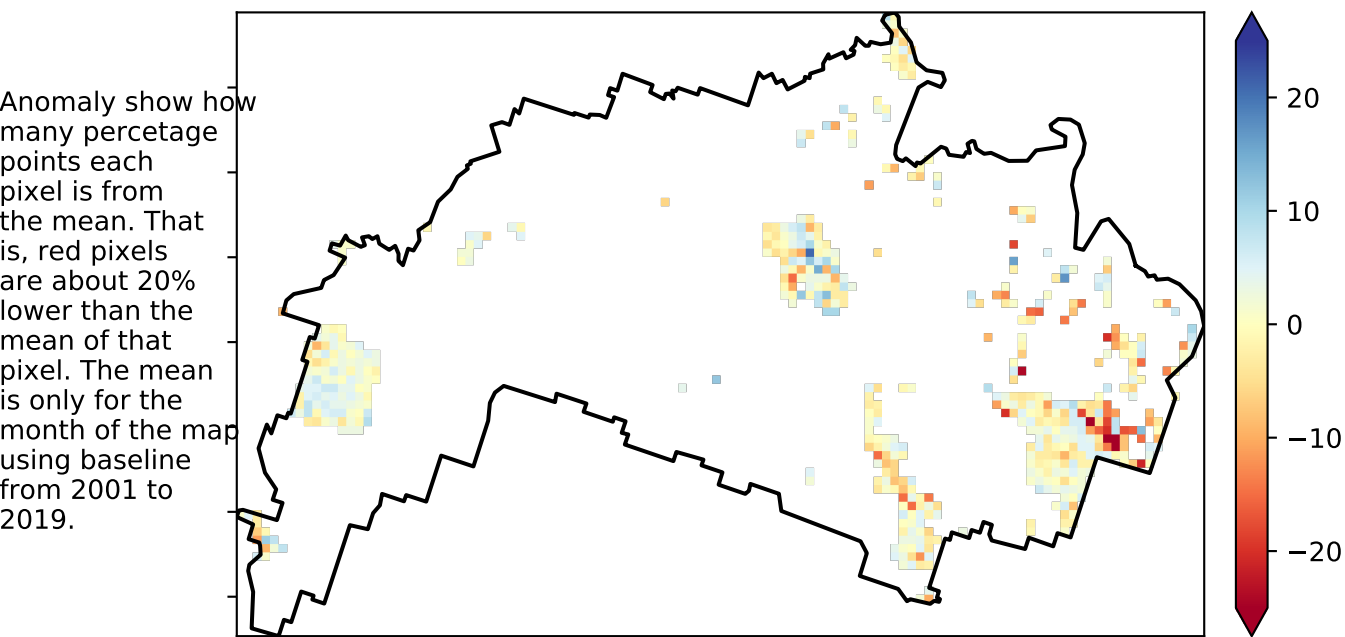 Anomaly show how
many percetage
points each
pixel is from
the mean. That
is, red pixels
are about 20%
lower than the
mean of that
pixel. The mean
is only for the
month of the map
using baseline
from 2001 to
2019.
20
10
0
−10
−20